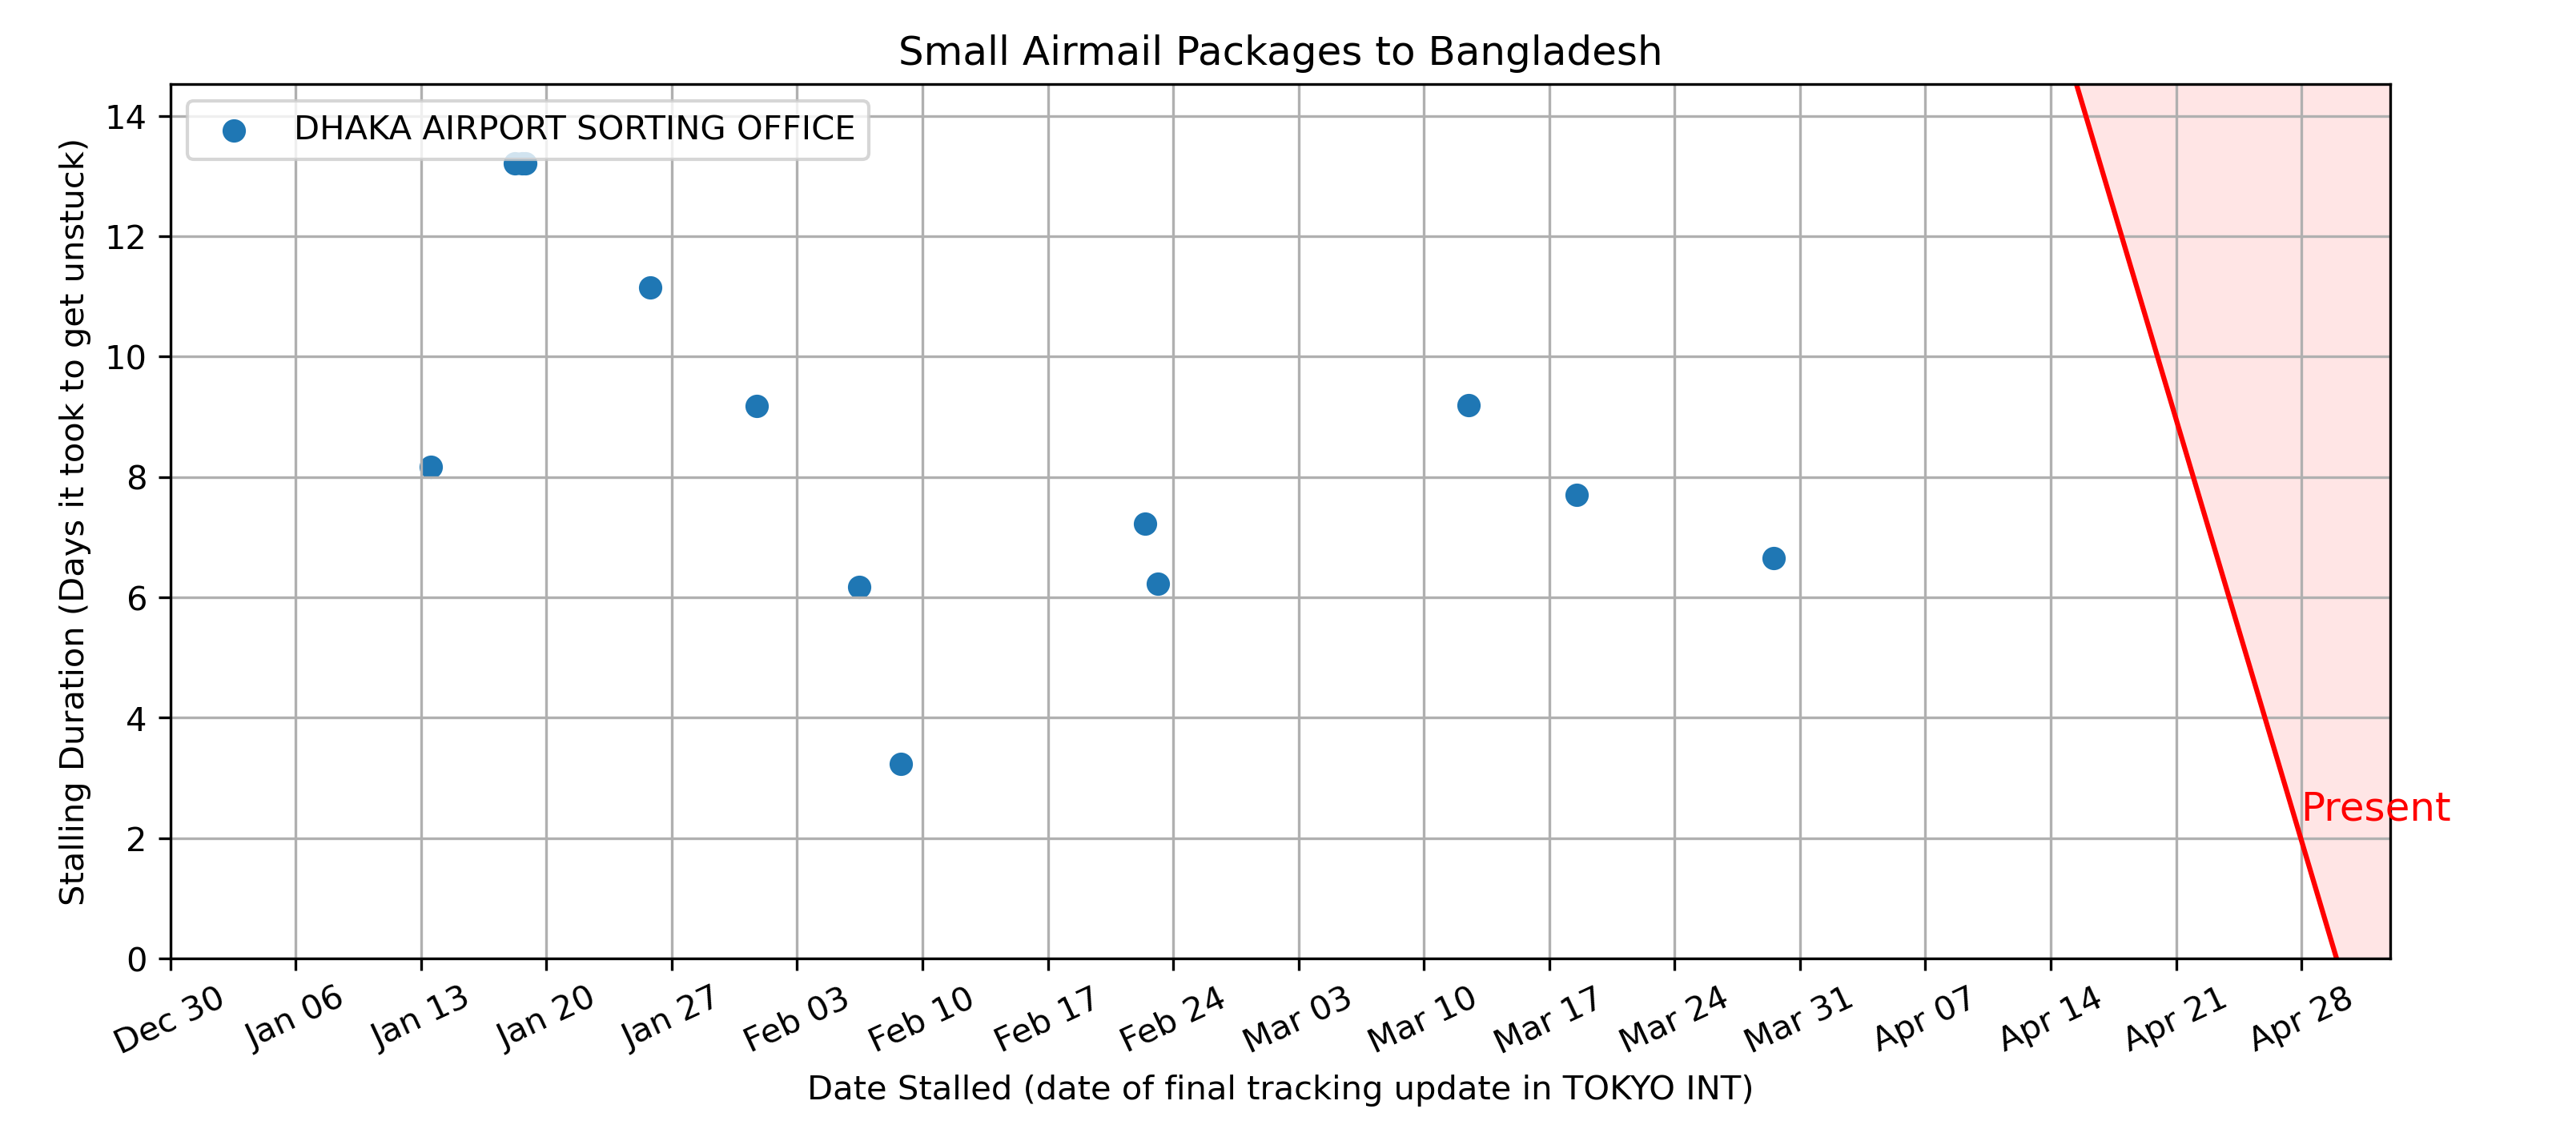 Small Airmail Packages to Bangladesh
DHAKA AIRPORT SORTING OFFICE
Stalling Duration (Days it took to get unstuck)
14
12
10
8
6
4
2
0
Present
Dec 30
Jan 06
Jan 13
Jan 20
Jan 27
Feb 03
Feb 10
Feb 17
Feb 24
Mar 03
Mar 10
Mar 17
Mar 24
Mar 31
Apr 07
Apr 14
Apr 21
Apr 28
Date Stalled (date of final tracking update in TOKYO INT)